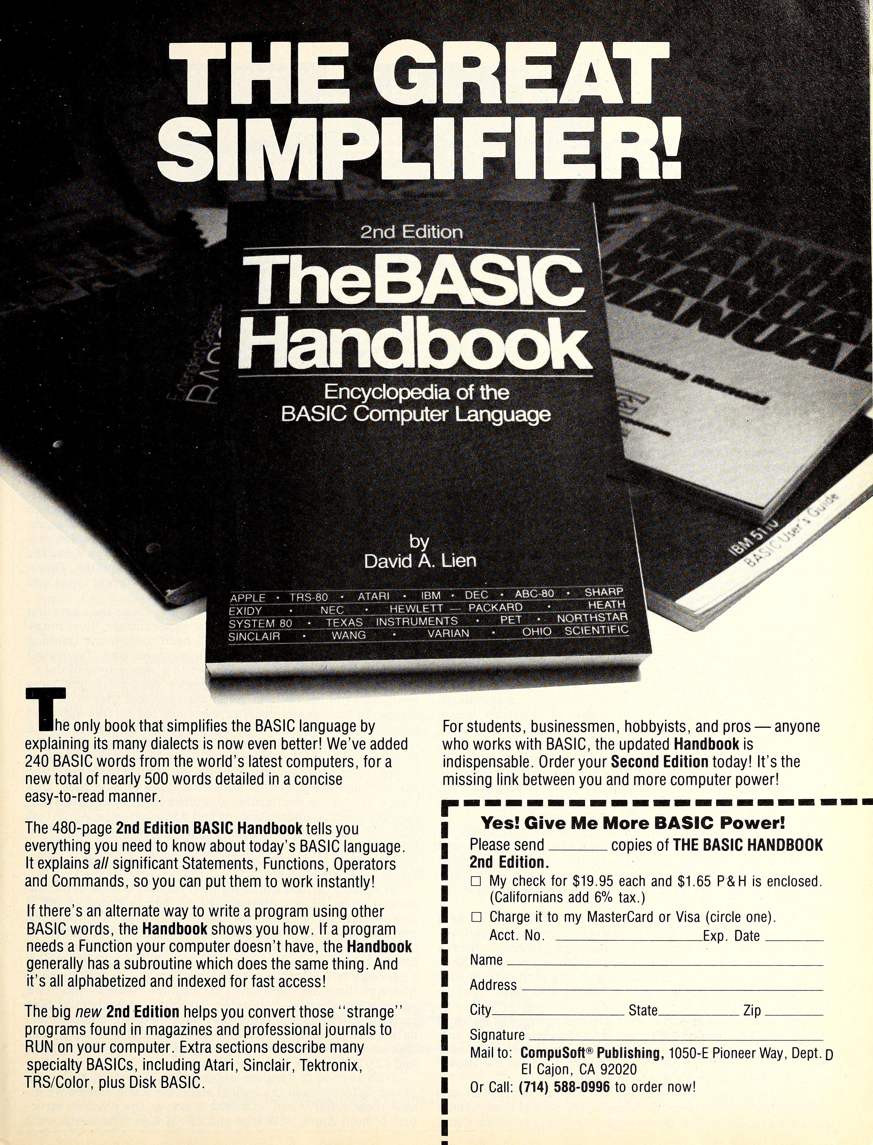 THE GREAT
SIMPLIFIER!
2nd Edition
The BASIC
Handbook
Encyclopedia of the
BASIC Computer Language
by
David A. Lien
APPLE • TRS-80 • ATARI • IBM • DEC • ABC-80 • SHARP
EXIDY • NEC • HEWLETT — PACKARD • HEATH
SYSTEM 80 • TEXAS INSTRUMENTS • PET • NORTHSTAR
SINCLAIR • WANG • VARIAN • OHIO SCIENTIFIC
BASIC
MANUAL
MANUAL
MANUAL
Manual
IBM 5110
BASIC User's Guide
The only book that simplifies the BASIC language by
explaining its many dialects is now even better! We've added
240 BASIC words from the world's latest computers, for a
new total of nearly 500 words detailed in a concise
easy-to-read manner.
The 480-page 2nd Edition BASIC Handbook tells you
everything you need to know about today's BASIC language.
It explains all significant Statements, Functions, Operators
and Commands, so you can put them to work instantly!
If there's an alternate way to write a program using other
BASIC words, the Handbook shows you how. If a program
needs a Function your computer doesn't have, the Handbook
generally has a subroutine which does the same thing. And
it's all alphabetized and indexed for fast access!
The big new 2nd Edition helps you convert those "strange"
programs found in magazines and professional journals to
RUN on your computer. Extra sections describe many
specialty BASICs, including Atari, Sinclair, Tektronix,
TRS/Color, plus Disk BASIC.
For students, businessmen, hobbyists, and pros — anyone
who works with BASIC, the updated Handbook is
indispensable. Order your Second Edition today! It's the
missing link between you and more computer power!
Yes! Give Me More BASIC Power!
Please send ________ copies of THE BASIC HANDBOOK
2nd Edition.
☐ My check for $19.95 each and $1.65 P&H is enclosed.
(Californians add 6% tax.)
☐ Charge it to my MasterCard or Visa (circle one).
Acct. No. ____________________Exp. Date ________
Name ____________________
Address ____________________
City____________________ State__________ Zip ________
Signature ____________________
Mail to: CompuSoft® Publishing, 1050-E Pioneer Way, Dept. D
El Cajon, CA 92020
Or Call: (714) 588-0996 to order now!